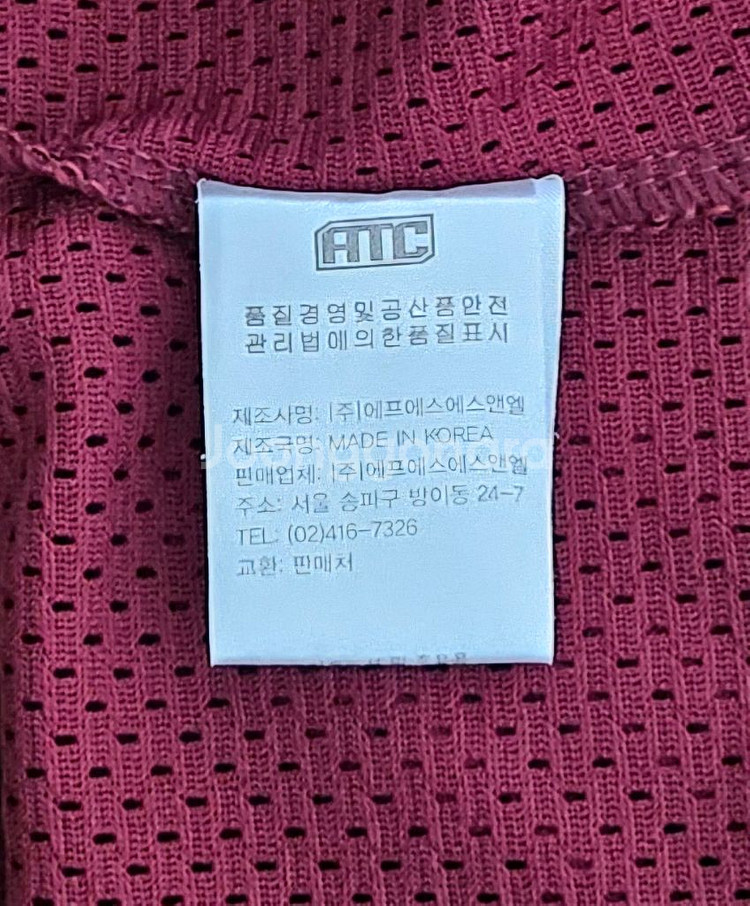 ATC
품질경영및공산품안전
관리법에의한품질표시
제조사명: (주)에프에스에스앤엘
제조국명: MADE IN KOREA
판매업체: (주)에프에스에스앤엘
주소: 서울 송파구 방이동 24-7
TEL: (02)416-7326
교환: 판매처